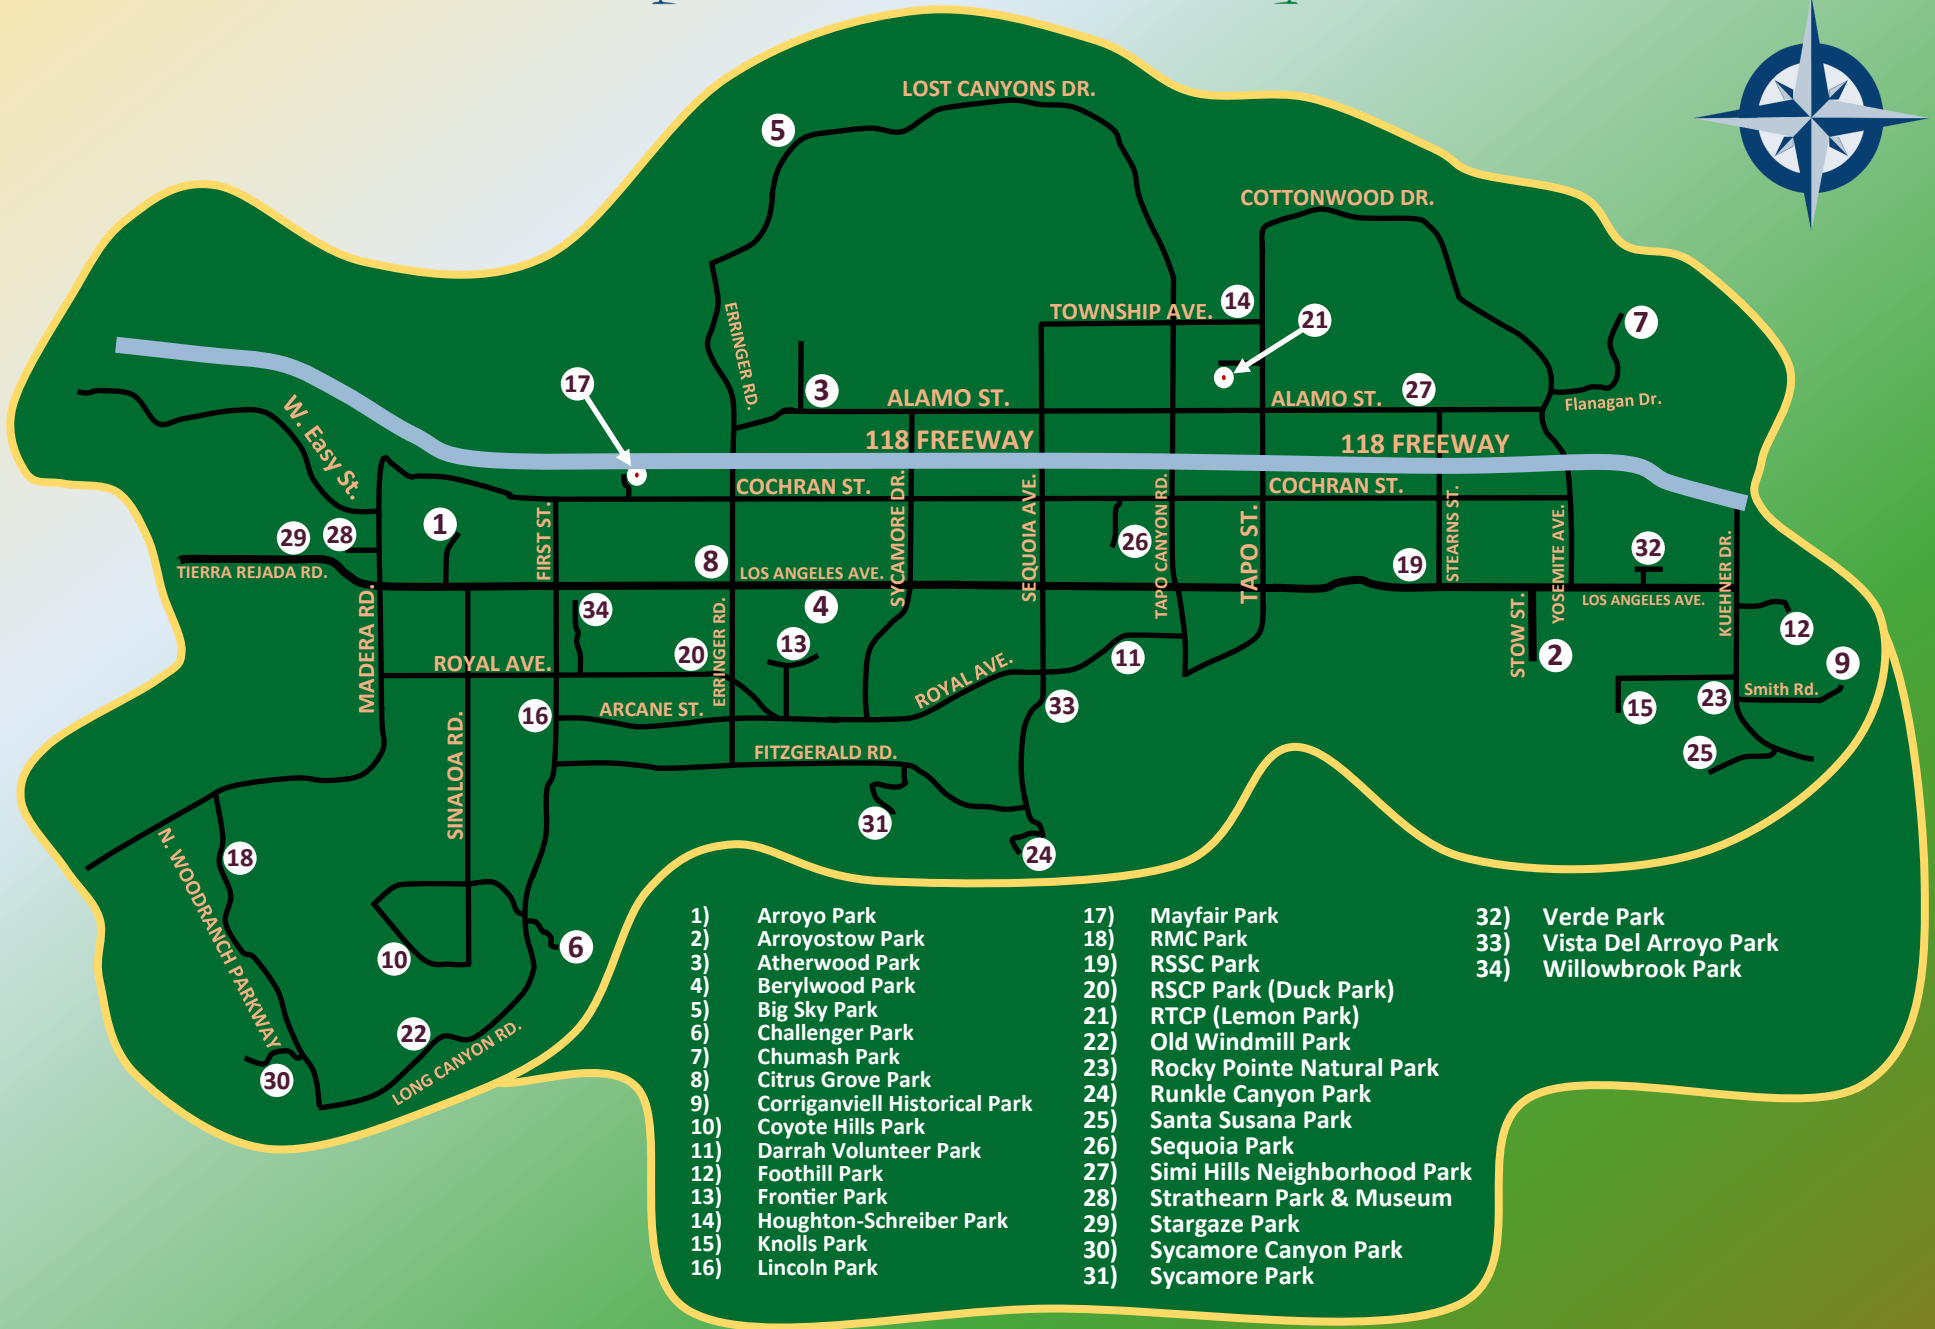 LOST CANYONS DR.
5
COTTONWOOD DR.
14
TOWNSHIP AVE.
21
7
ERRINGER RD.
17
3
ALAMO ST.
ALAMO ST.
27
Flanagan Dr.
W. Easy St.
118 FREEWAY
118 FREEWAY
COCHRAN ST.
COCHRAN ST.
29
28
1
FIRST ST.
SYCAMORE DR.
SEQUOIA AVE.
26
TAPO CANYON RD.
TAPO ST.
STEARNS ST.
YOSEMITE AVE.
32
KUEHNER DR.
TIERRA REJADA RD.
8
LOS ANGELES AVE.
19
LOS ANGELES AVE.
MADERA RD.
34
4
12
13
20
ERRINGER RD.
ROYAL AVE.
ROYAL AVE.
11
STOW ST.
2
9
Smith Rd.
23
15
16
ARCANE ST.
33
25
SINALOA RD.
FITZGERALD RD.
31
24
18
N. WOODRANCH PARKWAY
10
6
22
LONG CANYON RD.
30
1) Arroyo Park
2) Arroyostow Park
3) Atherwood Park
4) Berylwood Park
5) Big Sky Park
6) Challenger Park
7) Chumash Park
8) Citrus Grove Park
9) Corriganviell Historical Park
10) Coyote Hills Park
11) Darrah Volunteer Park
12) Foothill Park
13) Frontier Park
14) Houghton-Schreiber Park
15) Knolls Park
16) Lincoln Park
17) Mayfair Park
18) RMC Park
19) RSSC Park
20) RSCP Park (Duck Park)
21) RTCP (Lemon Park)
22) Old Windmill Park
23) Rocky Pointe Natural Park
24) Runkle Canyon Park
25) Santa Susana Park
26) Sequoia Park
27) Simi Hills Neighborhood Park
28) Strathearn Park & Museum
29) Stargaze Park
30) Sycamore Canyon Park
31) Sycamore Park
32) Verde Park
33) Vista Del Arroyo Park
34) Willowbrook Park